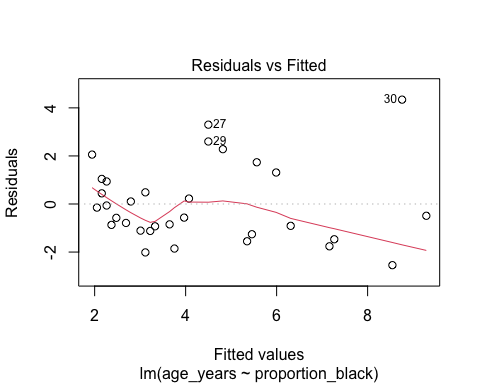 Residuals vs Fitted
Residuals
4
2
0
-2
30
27
29
2 4 6 8
Fitted values
lm(age_years ~ proportion_black)